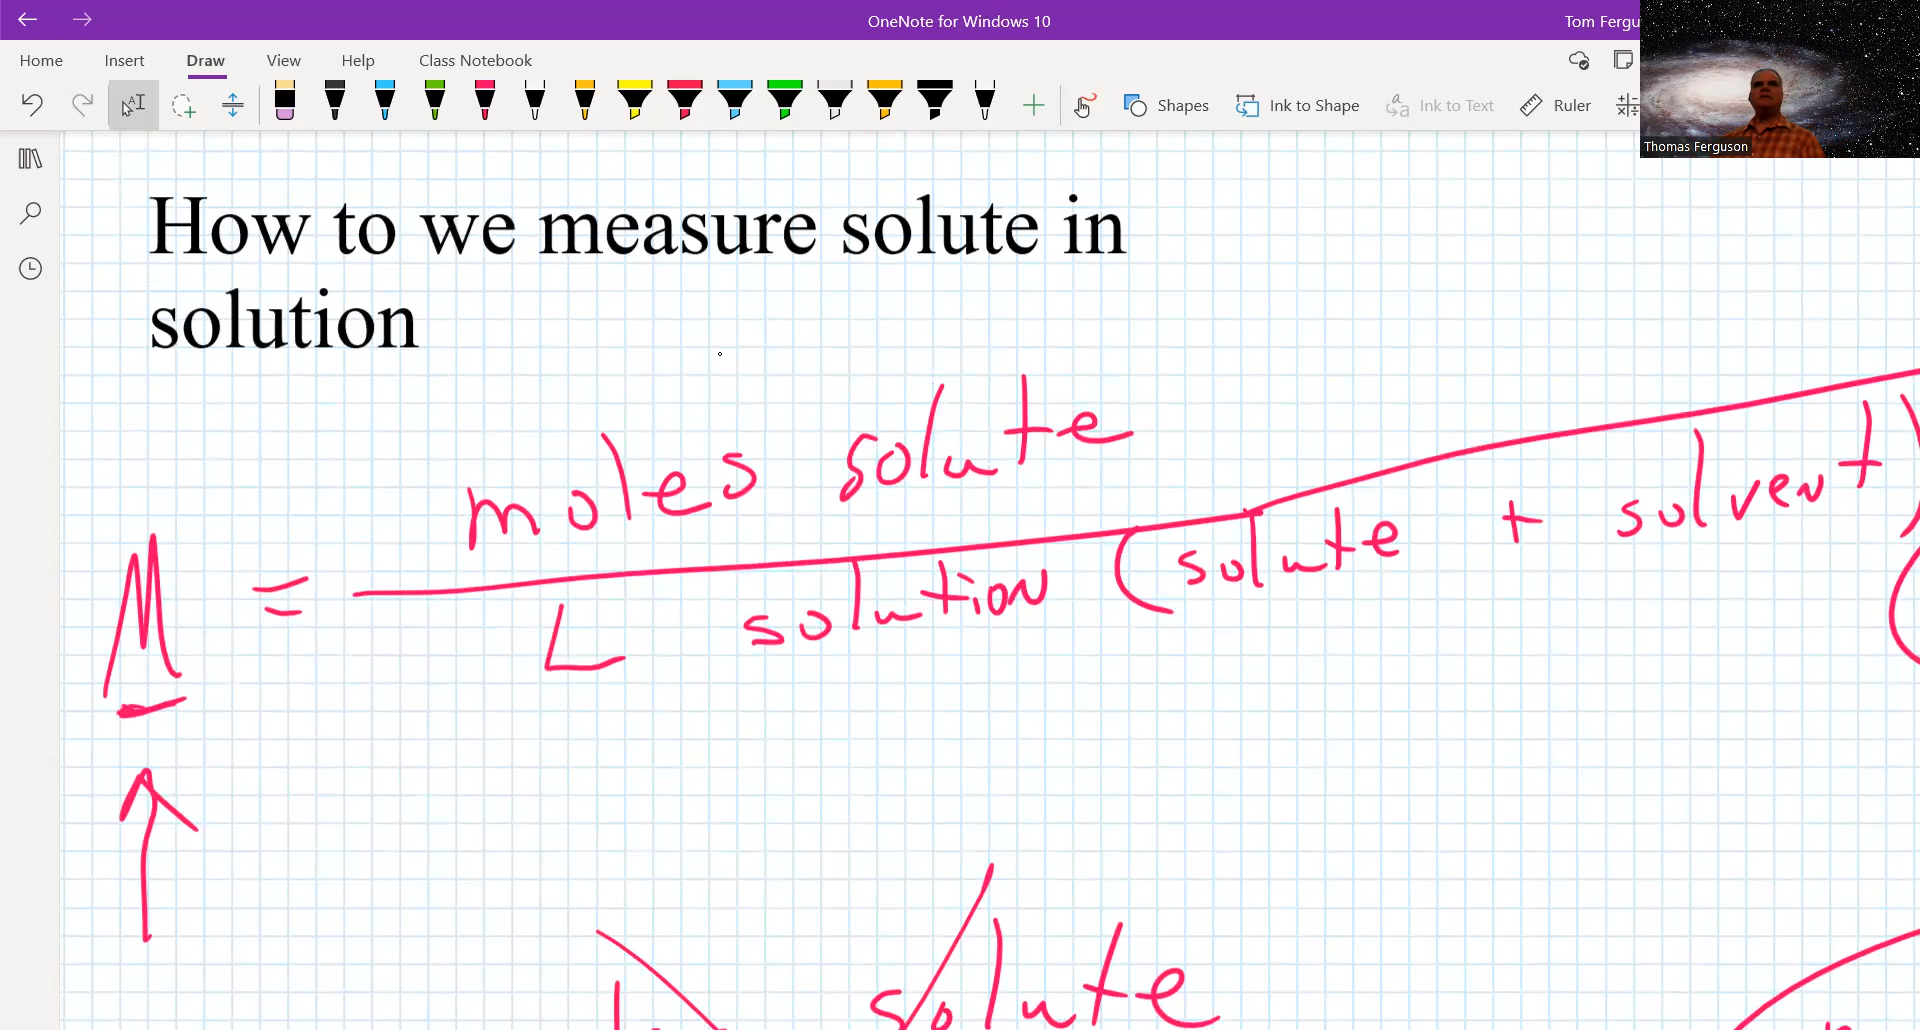 OneNote for Windows 10
Tom Fergu
Home Insert Draw View Help Class Notebook
Shapes Ink to Shape Ink to Text Ruler
Thomas Ferguson
How to we measure solute in
solution
moles solute
M = L solution (solute + solvent)
solute